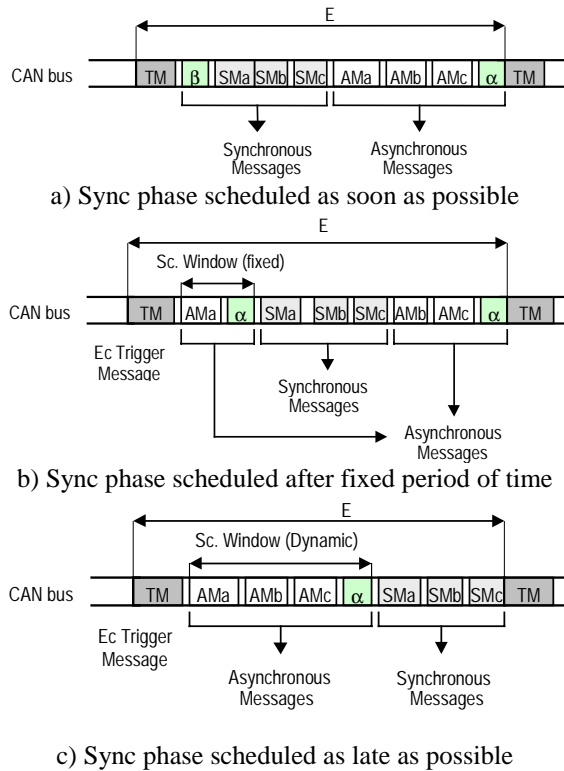 E
CAN bus
TM β SMa SMb SMc AMa AMb AMc α TM
Synchronous Messages
Asynchronous Messages
a) Sync phase scheduled as soon as possible
E
Sc. Window (fixed)
CAN bus
TM AMa α SMa SMb SMc AMb AMc α TM
Ec Trigger
Message
Synchronous
Messages
Asynchronous
Messages
b) Sync phase scheduled after fixed period of time
E
Sc. Window (Dynamic)
CAN bus
TM AMa AMb AMc α SMa SMb SMc TM
Ec Trigger
Message
Asynchronous
Messages
Synchronous
Messages
c) Sync phase scheduled as late as possible